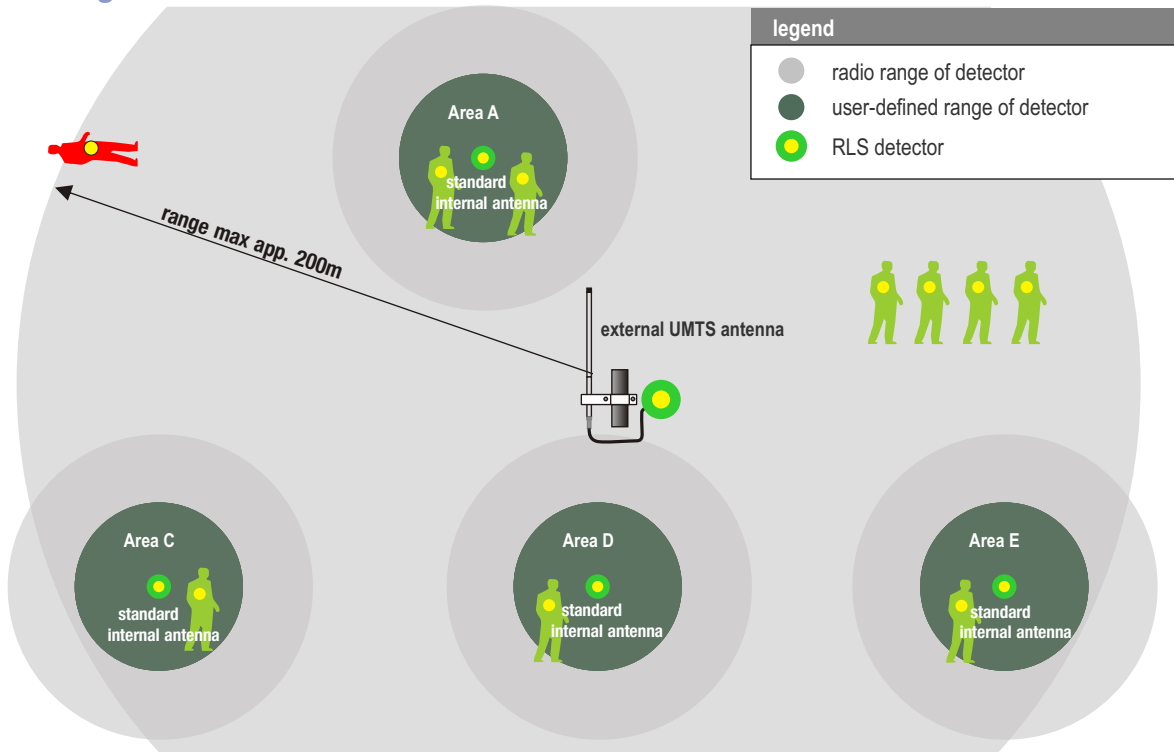 legend
radio range of detector
user-defined range of detector
RLS detector
Area A
standard
internal antenna
range max app. 200m
external UMTS antenna
Area C
standard
internal antenna
Area D
standard
internal antenna
Area E
standard
internal antenna